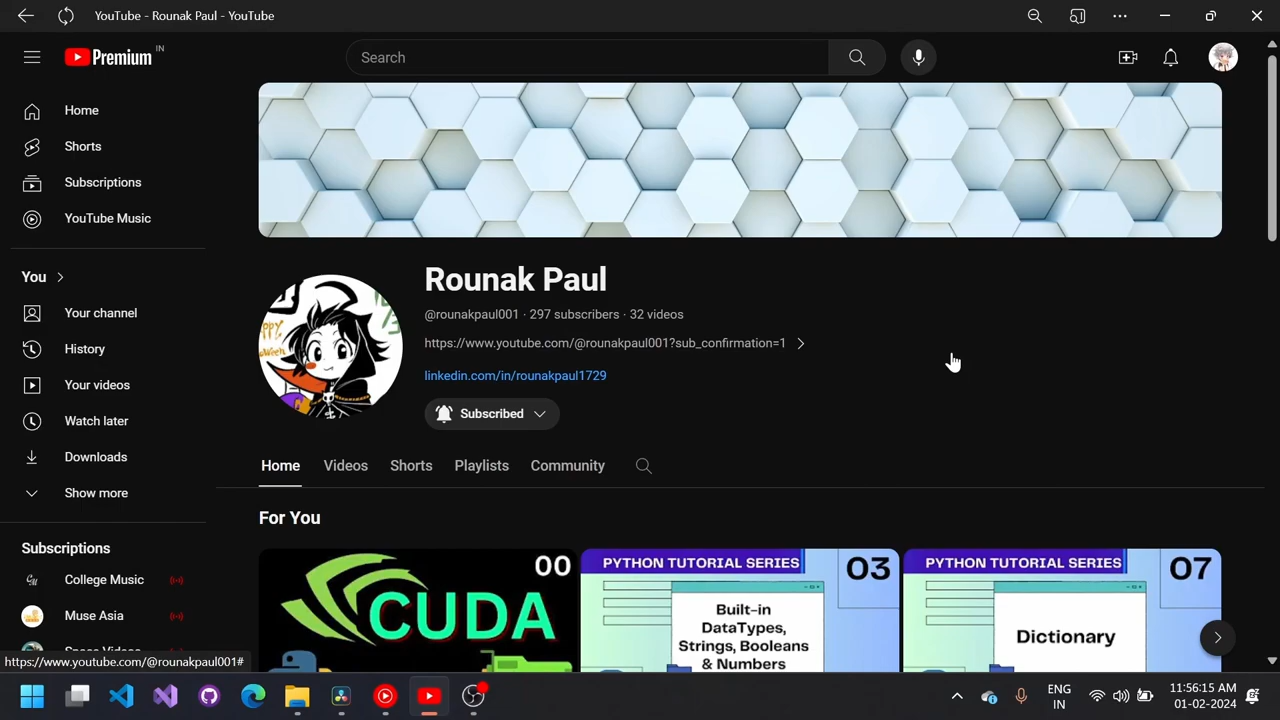 YouTube - Rounak Paul - YouTube
Premium IN
Search
Home
Shorts
Subscriptions
YouTube Music
You
Your channel
History
Your videos
Watch later
Downloads
Show more
Subscriptions
College Music
Muse Asia
Rounak Paul
@rounakpaul001 · 297 subscribers · 32 videos
https://www.youtube.com/@rounakpaul001?sub_confirmation=1
linkedin.com/in/rounakpaul1729
Subscribed
Home Videos Shorts Playlists Community
For You
00
CUDA
PYTHON TUTORIAL SERIES
03
Built-in
DataTypes,
Strings, Booleans
& Numbers
PYTHON TUTORIAL SERIES
07
Dictionary
https://www.youtube.com/@rounakpaul001#
ENG
IN
11:56:15 AM
01-02-2024